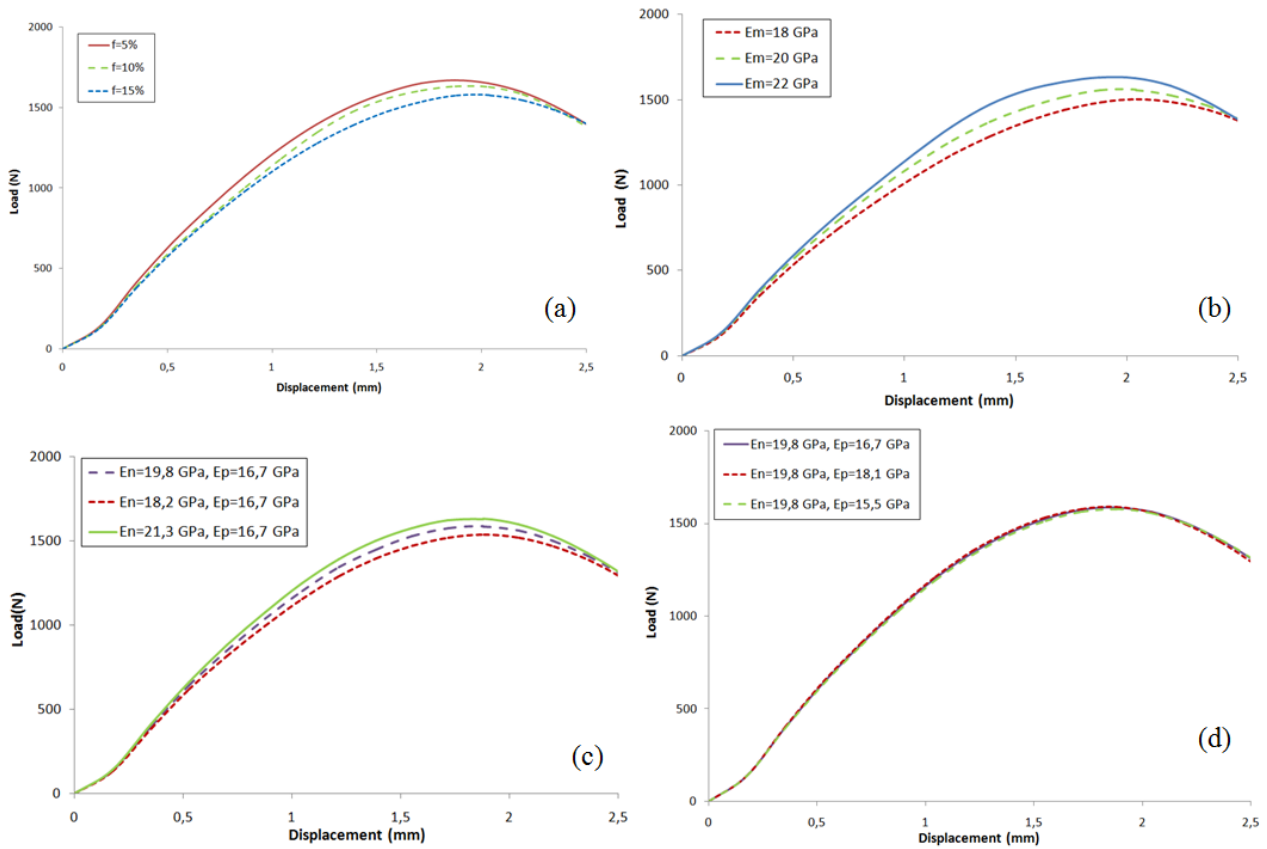 2000
1500
1000
500
0
Load (N)
f=5%
f=10%
f=15%
(a)
0
0,5
1
1,5
2
2,5
Displacement (mm)
2000
1500
1000
500
0
Load (N)
Em=18 GPa
Em=20 GPa
Em=22 GPa
(b)
0
0,5
1
1,5
2
2,5
Displacement (mm)
2000
1500
1000
500
0
Load(N)
En=19,8 GPa, Ep=16,7 GPa
En=18,2 GPa, Ep=16,7 GPa
En=21,3 GPa, Ep=16,7 GPa
(c)
0
0,5
1
1,5
2
2,5
Displacement (mm)
2000
1500
1000
500
0
Load (N)
En=19,8 GPa, Ep=16,7 GPa
En=19,8 GPa, Ep=18,1 GPa
En=19,8 GPa, Ep=15,5 GPa
(d)
0
0,5
1
1,5
2
2,5
Displacement (mm)